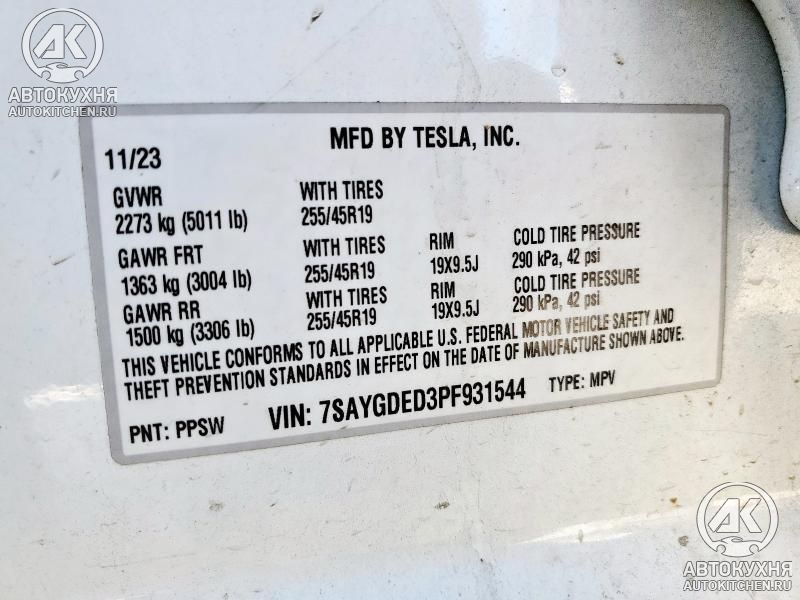 AK
АВТОКУХНЯ
AUTOKITCHEN.RU
MFD BY TESLA, INC.
11/23
GVWR WITH TIRES
2273 kg (5011 lb) 255/45R19
GAWR FRT WITH TIRES RIM COLD TIRE PRESSURE
1363 kg (3004 lb) 255/45R19 19X9.5J 290 kPa, 42 psi
GAWR RR WITH TIRES RIM COLD TIRE PRESSURE
1500 kg (3306 lb) 255/45R19 19X9.5J 290 kPa, 42 psi
THIS VEHICLE CONFORMS TO ALL APPLICABLE U.S. FEDERAL MOTOR VEHICLE SAFETY AND
THEFT PREVENTION STANDARDS IN EFFECT ON THE DATE OF MANUFACTURE SHOWN ABOVE.
PNT: PPSW VIN: 7SAYGDED3PF931544 TYPE: MPV
AK
АВТОКУХНЯ
AUTOKITCHEN.RU